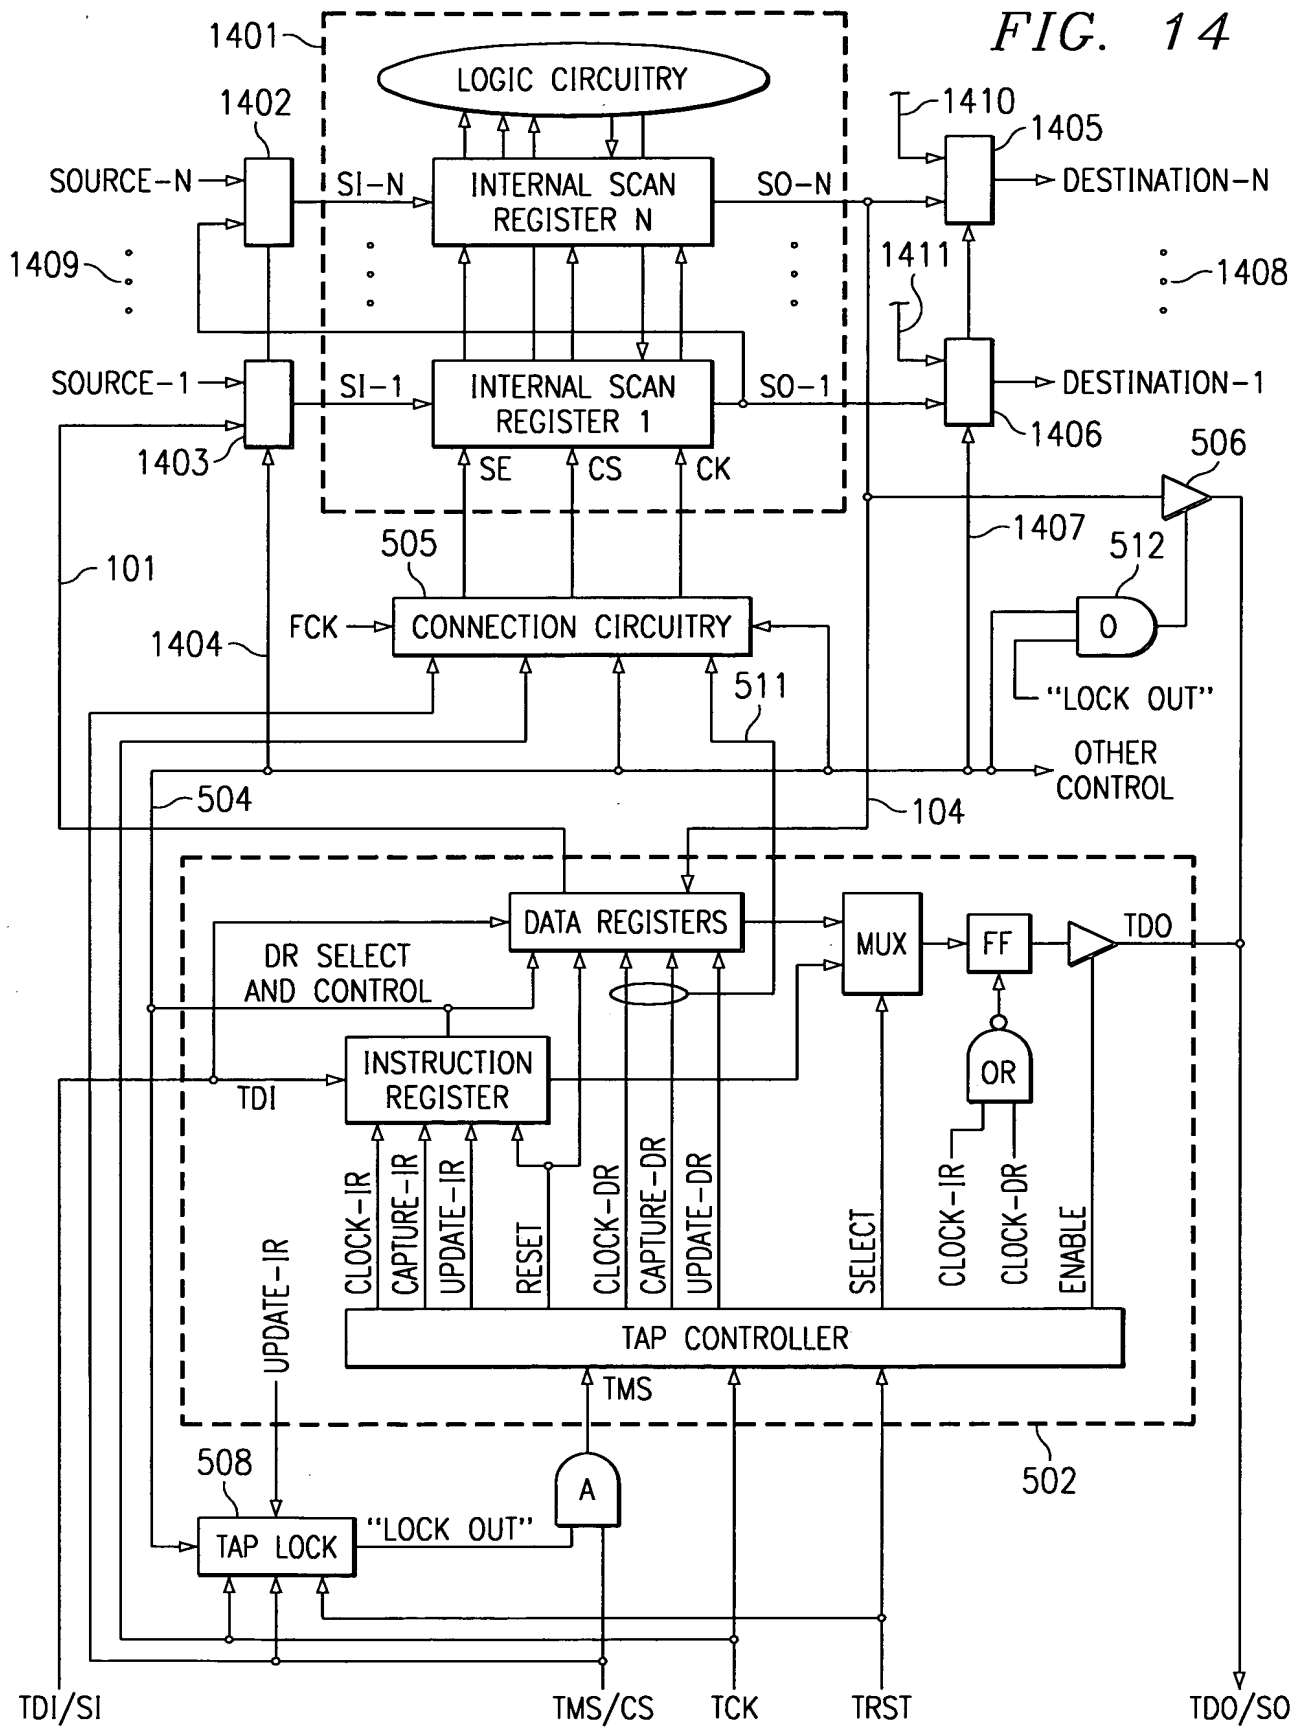 FIG. 14
1401
LOGIC CIRCUITRY
1402
1410
1405
SOURCE-N
SI-N
INTERNAL SCAN
REGISTER N
SO-N
DESTINATION-N
1409
1411
1408
SOURCE-1
SI-1
INTERNAL SCAN
REGISTER 1
SO-1
DESTINATION-1
1403
1406
SE
CS
CK
506
101
505
1407
512
FCK
CONNECTION CIRCUITRY
O
1404
511
"LOCK OUT"
OTHER
CONTROL
504
104
DATA REGISTERS
MUX
FF
TDO
DR SELECT
AND CONTROL
INSTRUCTION
REGISTER
OR
TDI
CLOCK-IR
CAPTURE-IR
UPDATE-IR
RESET
CLOCK-DR
CAPTURE-DR
UPDATE-DR
SELECT
CLOCK-IR
CLOCK-DR
ENABLE
UPDATE-IR
TAP CONTROLLER
TMS
508
A
502
TAP LOCK
"LOCK OUT"
TDI/SI
TMS/CS
TCK
TRST
TDO/SO